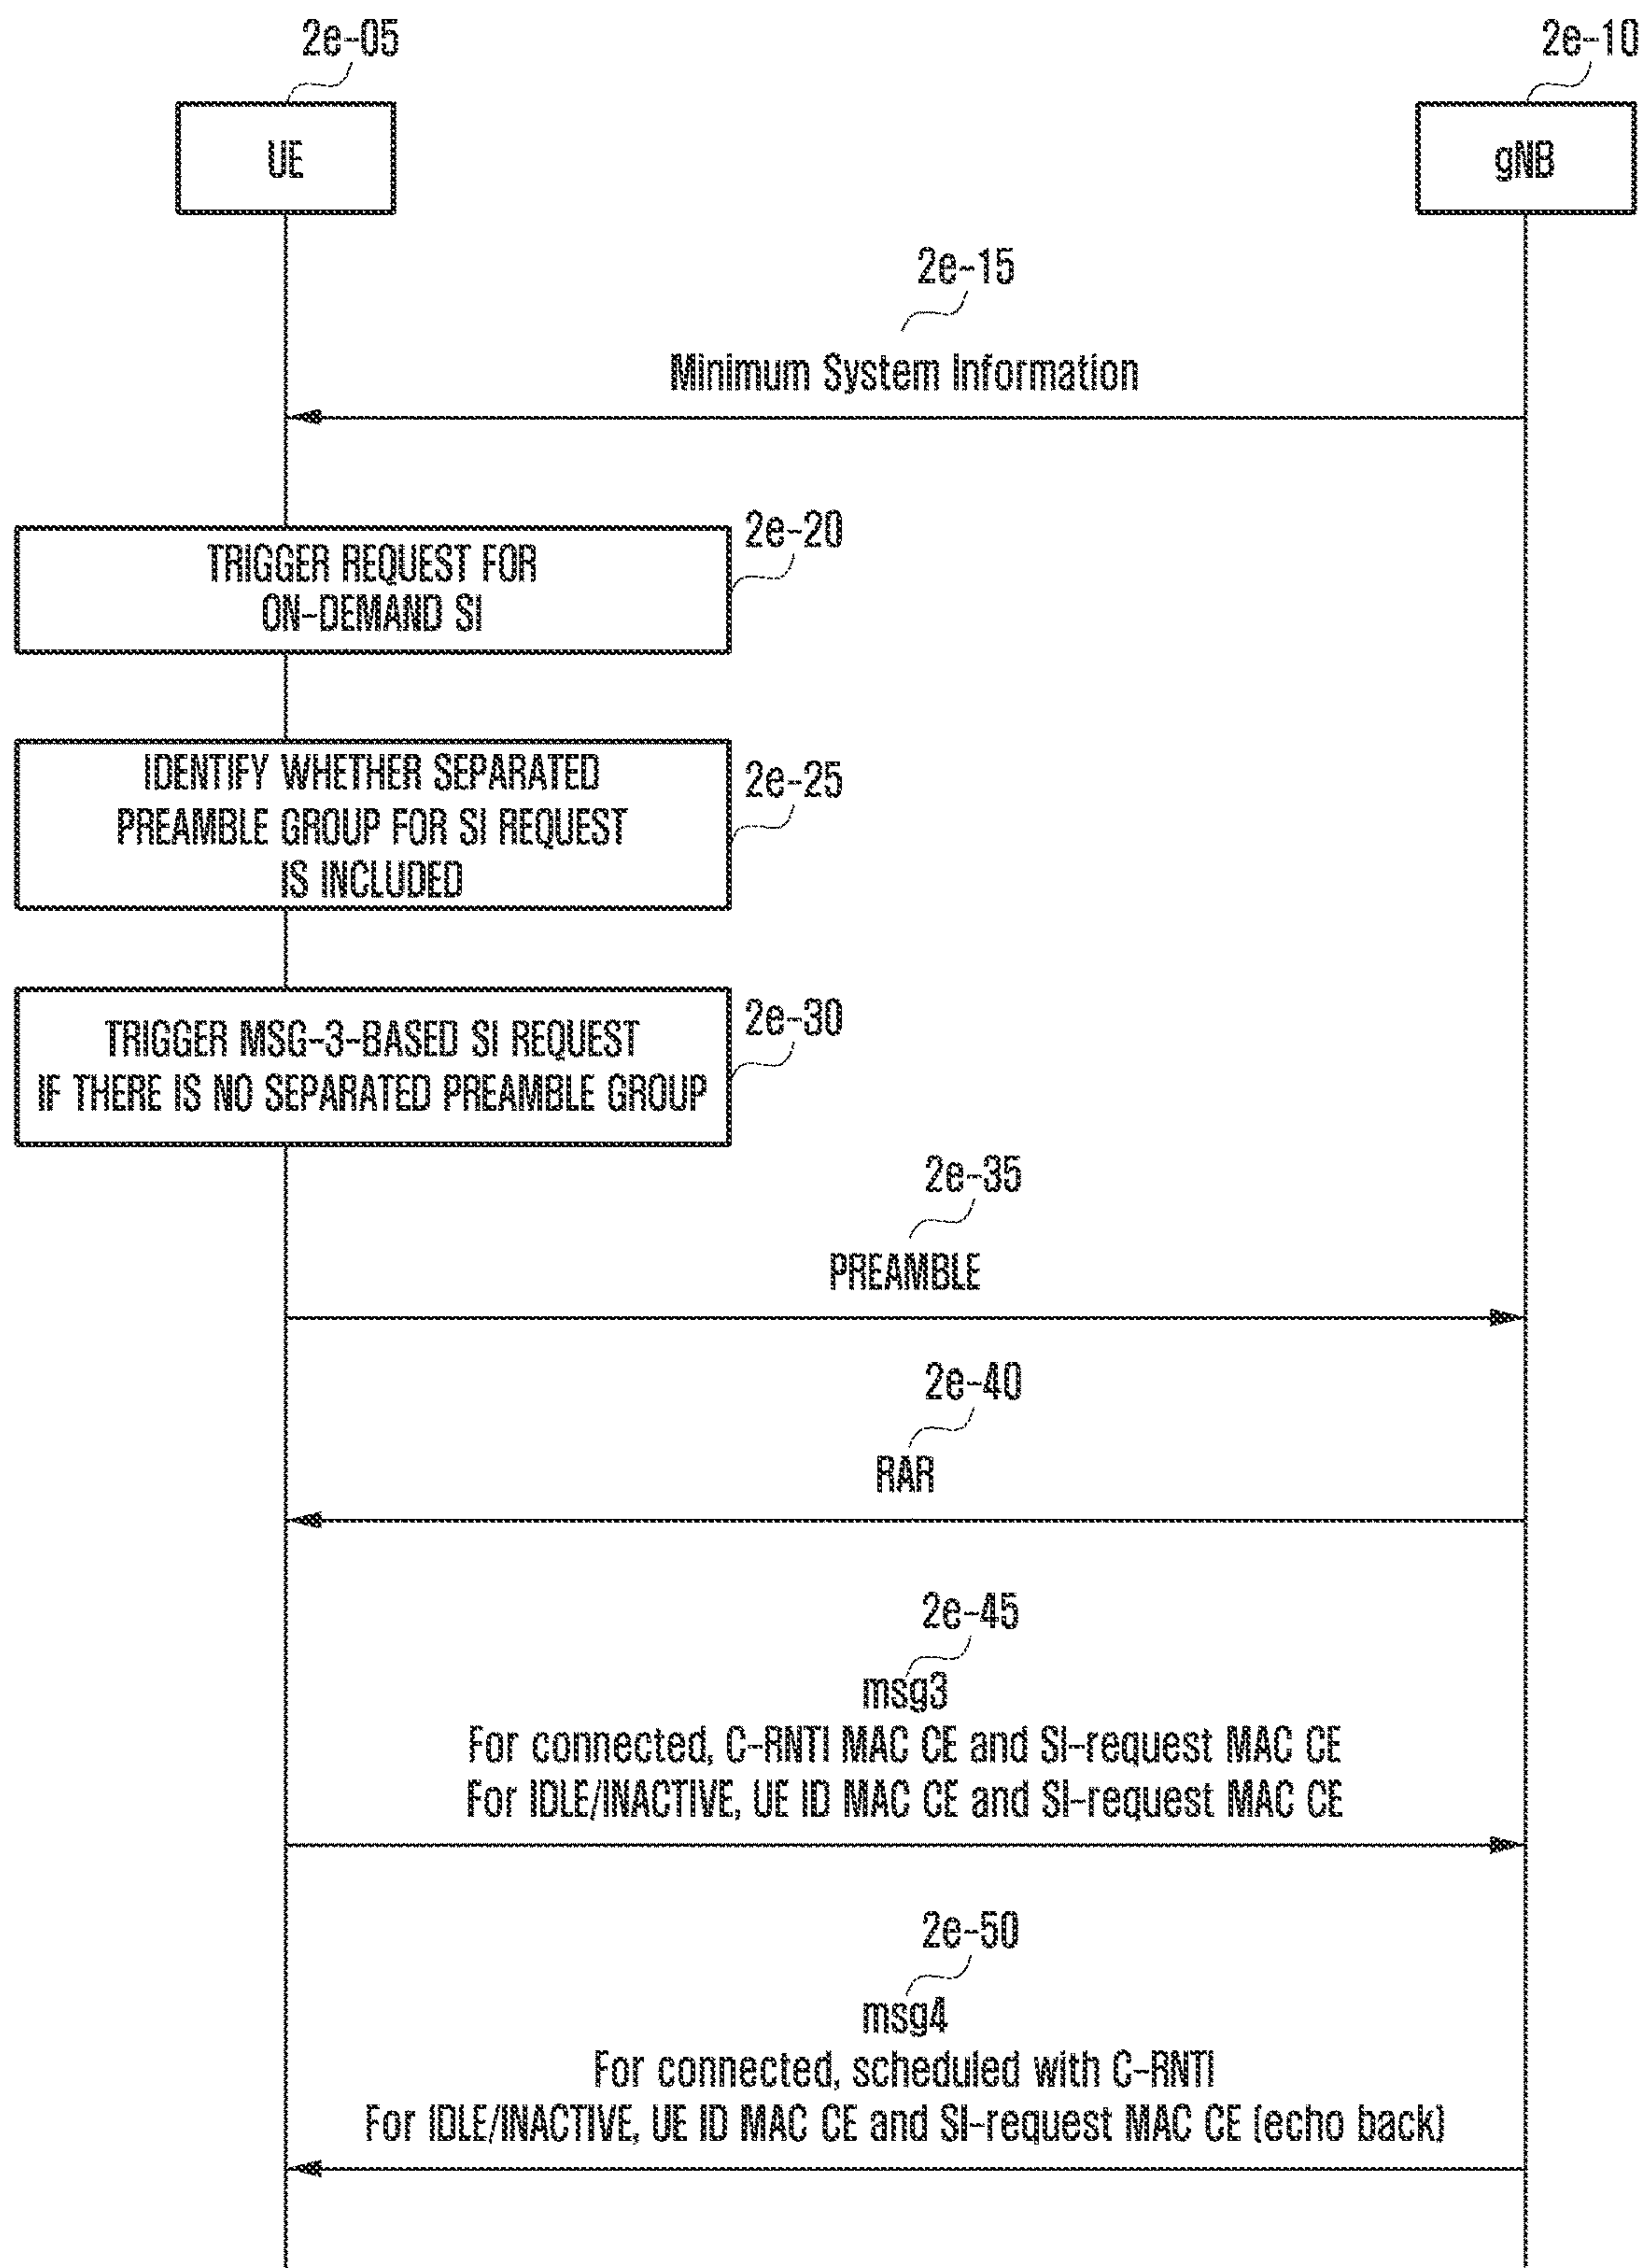 2e-05
2e-10
UE
gNB
2e-15
Minimum System Information
2e-20
TRIGGER REQUEST FOR
ON-DEMAND SI
2e-25
IDENTIFY WHETHER SEPARATED
PREAMBLE GROUP FOR SI REQUEST
IS INCLUDED
2e-30
TRIGGER MSG-3-BASED SI REQUEST
IF THERE IS NO SEPARATED PREAMBLE GROUP
2e-35
PREAMBLE
2e-40
RAR
2e-45
msg3
For connected, C-RNTI MAC CE and SI-request MAC CE
For IDLE/INACTIVE, UE ID MAC CE and SI-request MAC CE
2e-50
msg4
For connected, scheduled with C-RNTI
For IDLE/INACTIVE, UE ID MAC CE and SI-request MAC CE (echo back)